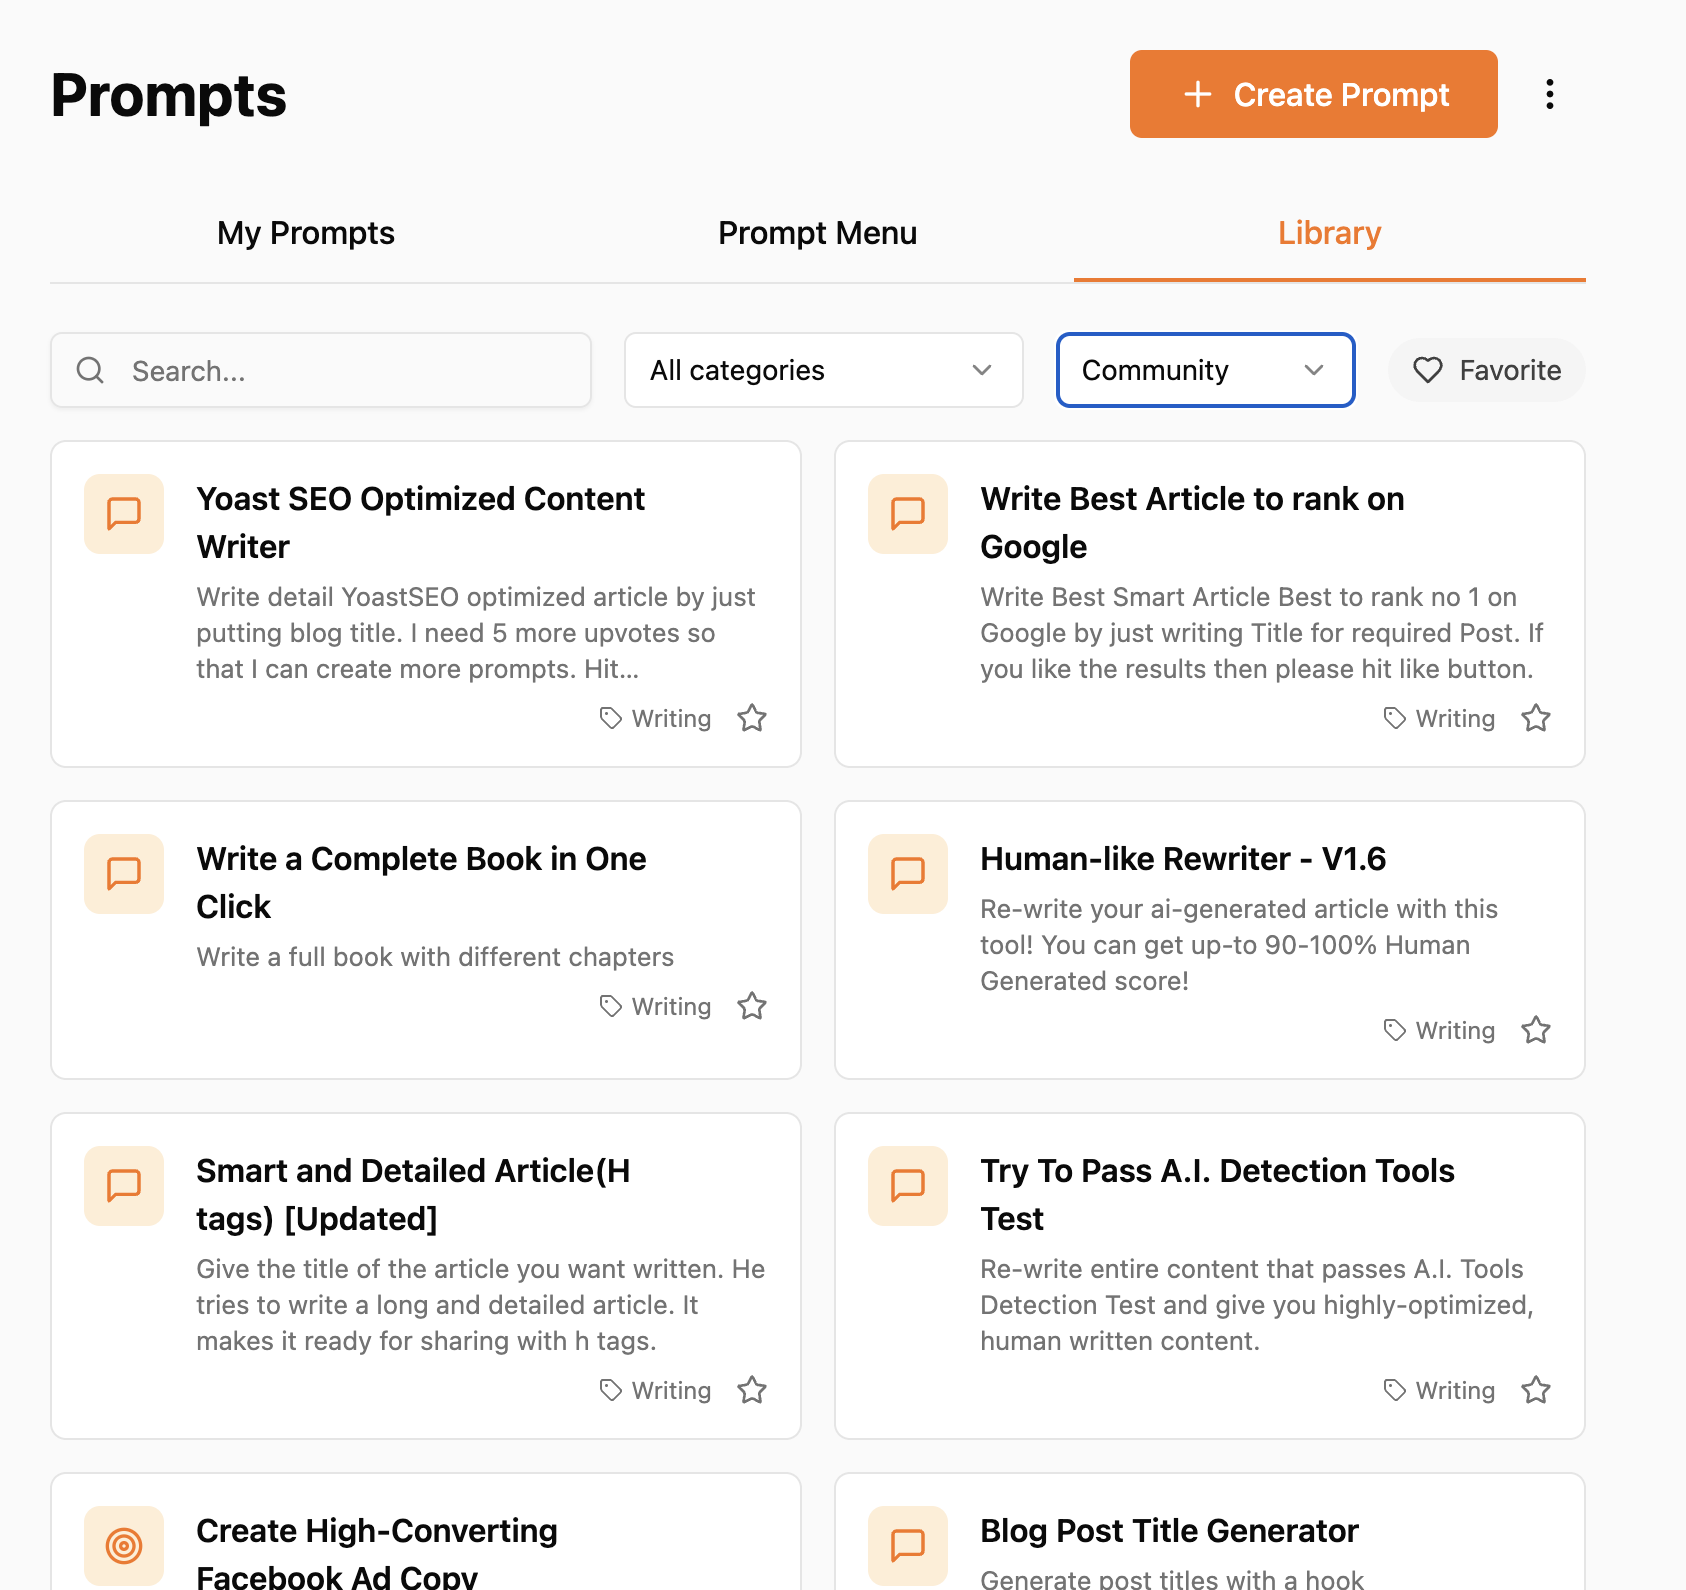 Prompts
Create Prompt
My Prompts
Prompt Menu
Library
Search...
All categories
Community
Favorite
Yoast SEO Optimized Content
Writer
Write detail YoastSEO optimized article by just
putting blog title. I need 5 more upvotes so
that I can create more prompts. Hit...
Writing
Write Best Article to rank on
Google
Write Best Smart Article Best to rank no 1 on
Google by just writing Title for required Post. If
you like the results then please hit like button.
Writing
Write a Complete Book in One
Click
Write a full book with different chapters
Writing
Human-like Rewriter - V1.6
Re-write your ai-generated article with this
tool! You can get up-to 90-100% Human
Generated score!
Writing
Smart and Detailed Article(H
tags) [Updated]
Give the title of the article you want written. He
tries to write a long and detailed article. It
makes it ready for sharing with h tags.
Writing
Try To Pass A.I. Detection Tools
Test
Re-write entire content that passes A.I. Tools
Detection Test and give you highly-optimized,
human written content.
Writing
Create High-Converting
Facebook Ad Copy
Blog Post Title Generator
Generate post titles with a hook